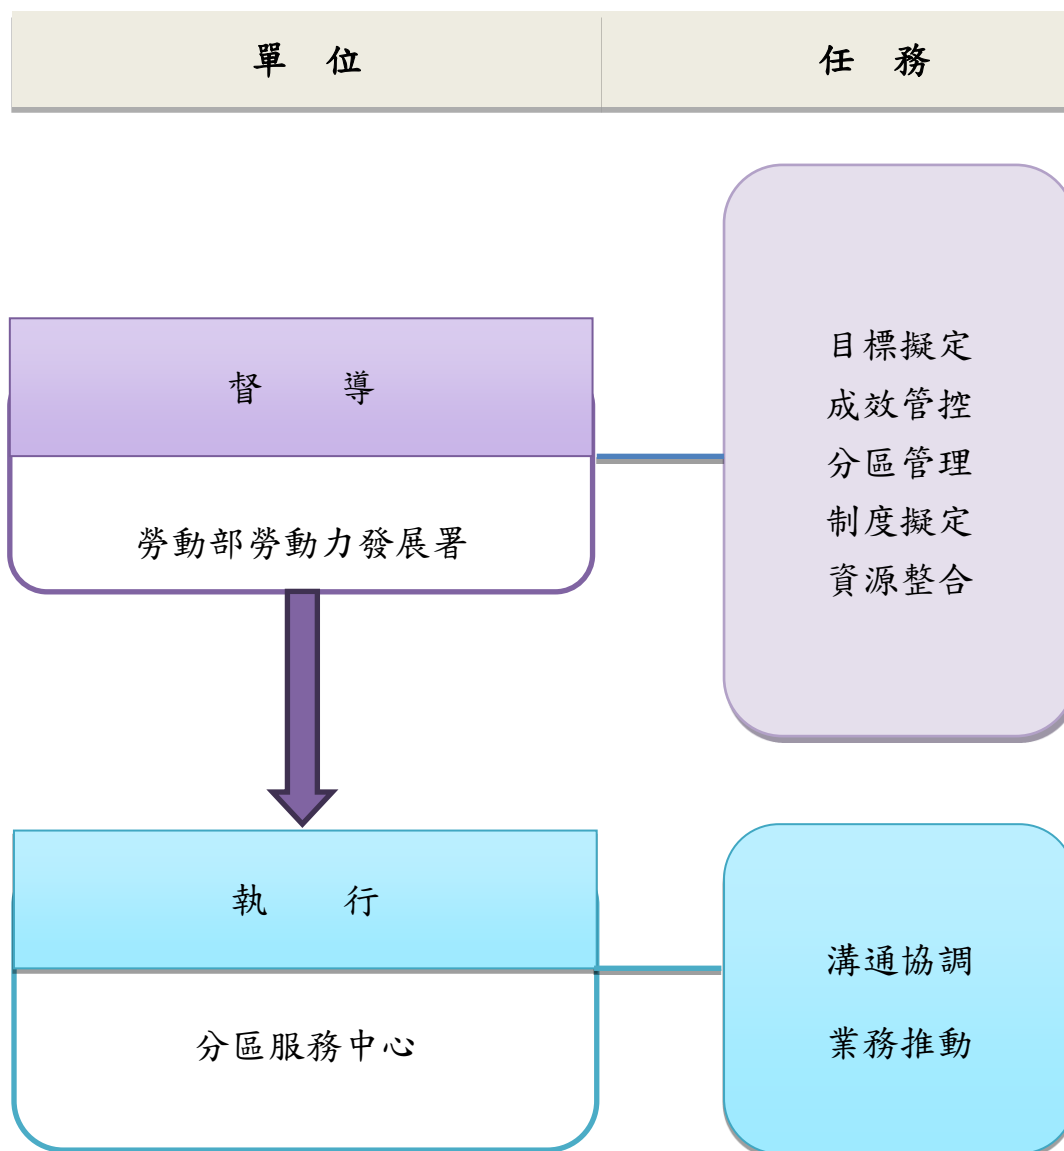 單 位
任 務
督 導
勞動部勞動力發展署
目標擬定
成效管控
分區管理
制度擬定
資源整合
執 行
分區服務中心
溝通協調
業務推動